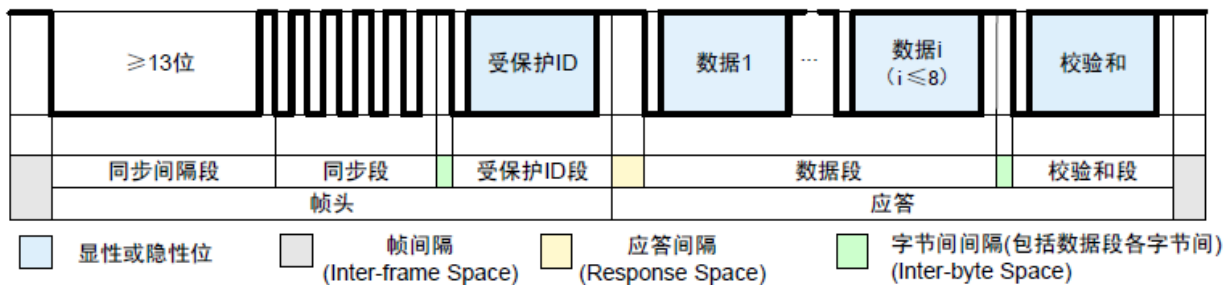 ≥13位
受保护ID
数据1
...
数据i
（i≤8）
校验和
同步间隔段
同步段
受保护ID段
数据段
校验和段
帧头
应答
显性或隐性位
帧间隔
(Inter-frame Space)
应答间隔
(Response Space)
字节间间隔(包括数据段各字节间)
(Inter-byte Space)